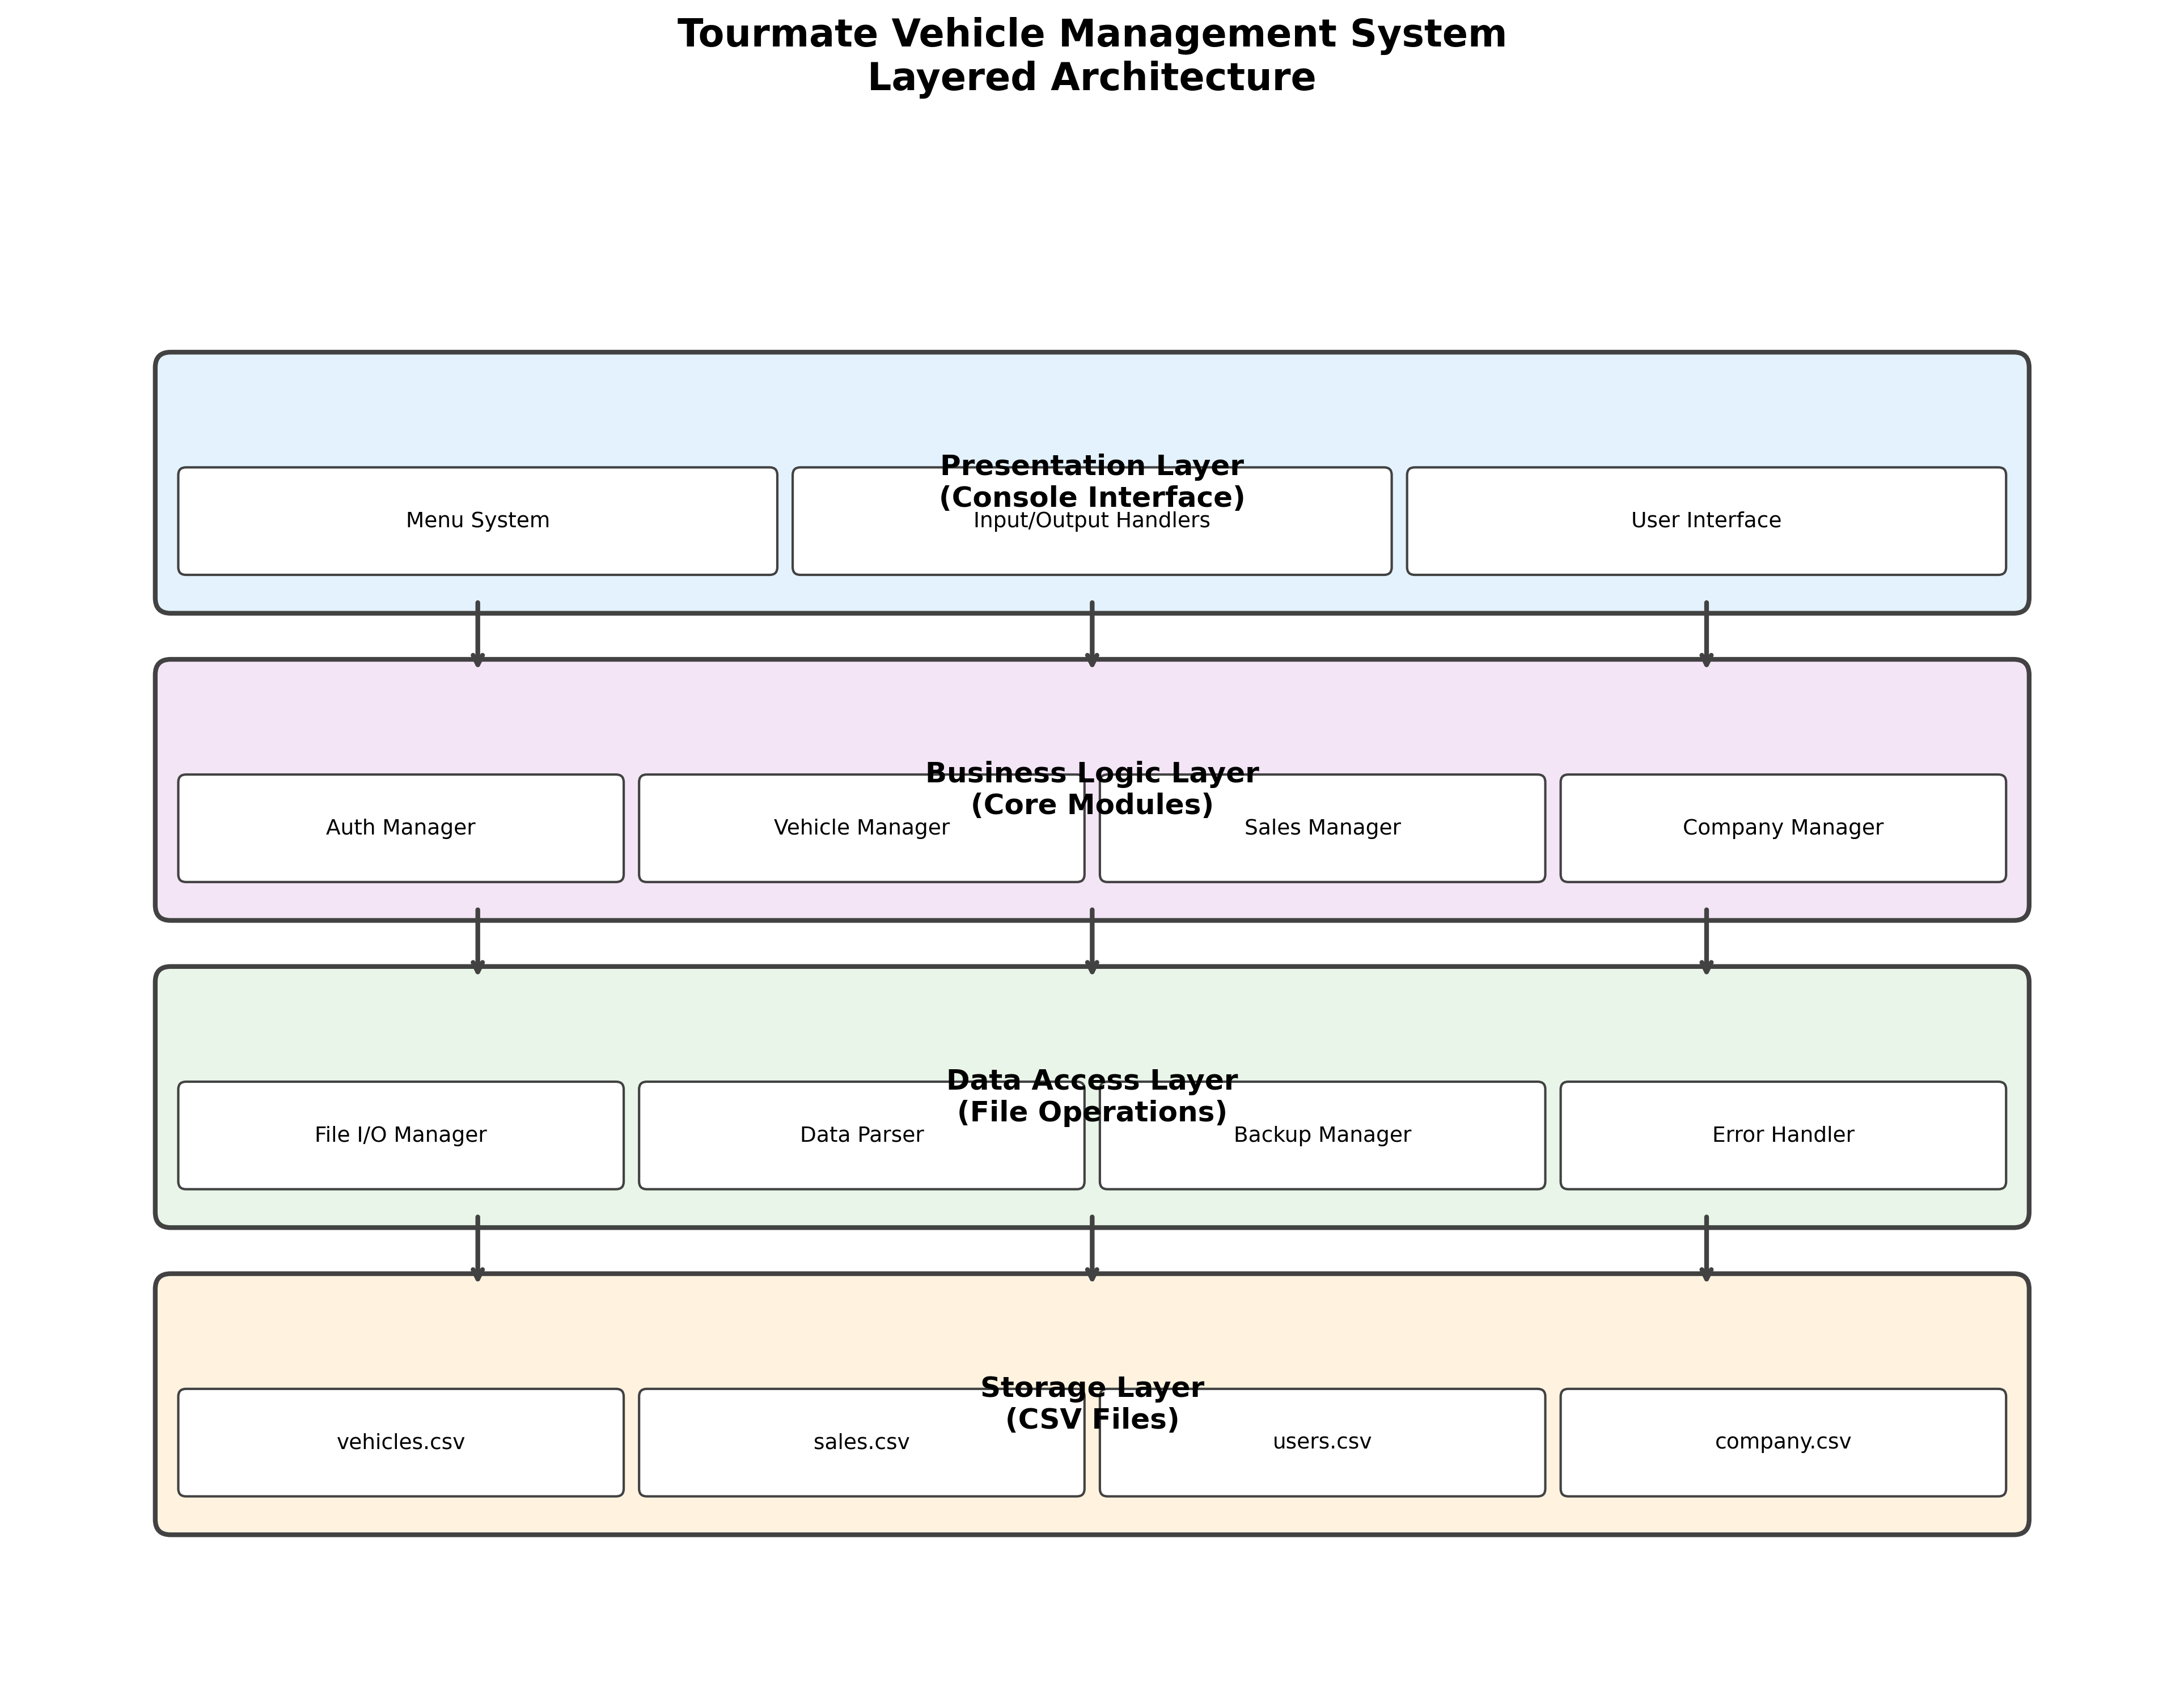 Tourmate Vehicle Management System
Layered Architecture
Presentation Layer
(Console Interface)
Menu System
Input/Output Handlers
User Interface
Business Logic Layer
(Core Modules)
Auth Manager
Vehicle Manager
Sales Manager
Company Manager
Data Access Layer
(File Operations)
File I/O Manager
Data Parser
Backup Manager
Error Handler
Storage Layer
(CSV Files)
vehicles.csv
sales.csv
users.csv
company.csv